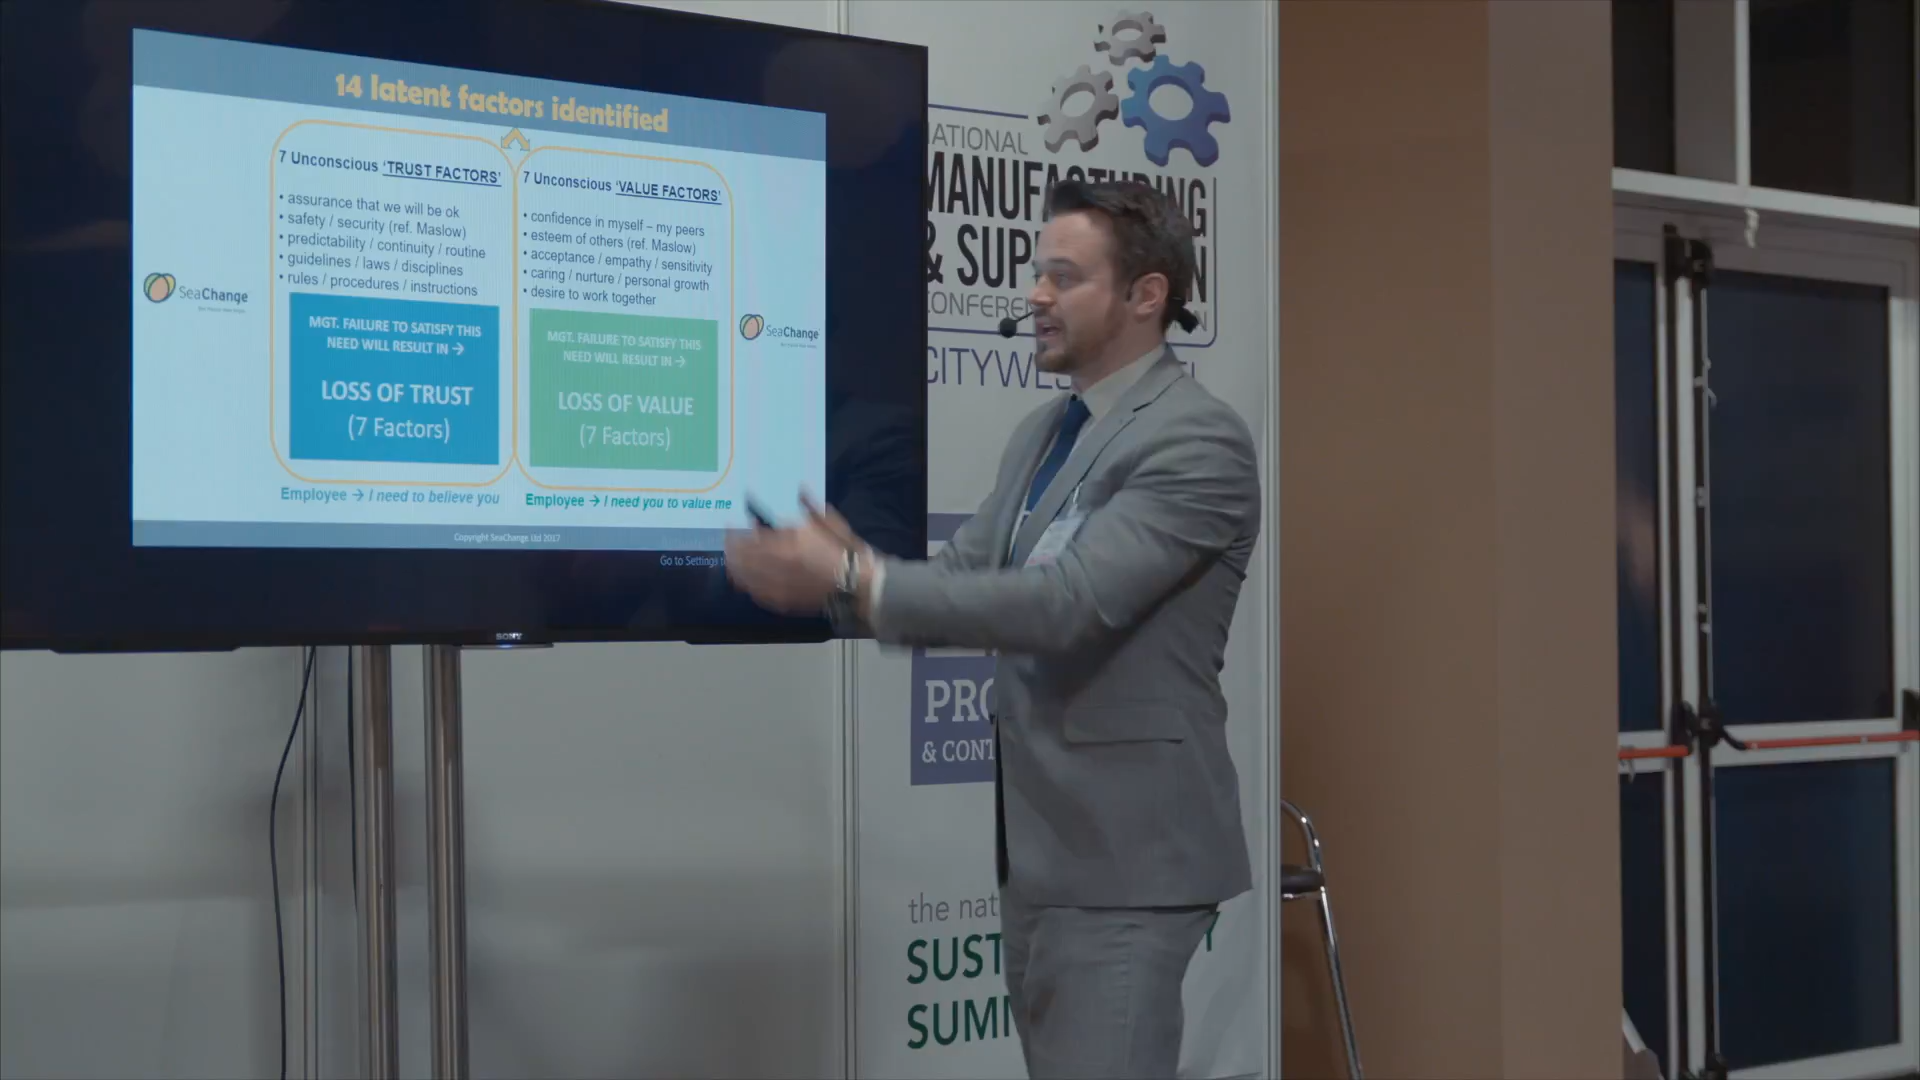 14 latent factors identified
7 Unconscious ‘TRUST FACTORS’
• assurance that we will be ok
• safety / security (ref. Maslow)
• predictability / continuity / routine
• guidelines / laws / disciplines
• rules / procedures / instructions
MGT. FAILURE TO SATISFY THIS
NEED WILL RESULT IN →
LOSS OF TRUST
(7 Factors)
Employee → I need to believe you
7 Unconscious ‘VALUE FACTORS’
• confidence in myself – my peers
• esteem of others (ref. Maslow)
• acceptance / empathy / sensitivity
• caring / nurture / personal growth
• desire to work together
MGT. FAILURE TO SATISFY THIS
NEED WILL RESULT IN →
LOSS OF VALUE
(7 Factors)
Employee → I need you to value me
SeaChange
SeaChange
Copyright SeaChange Ltd 2017
Go to Settings
SONY
NATIONAL
MANUFACTURING
& SUP
CONFERE
CITYWES
PRO
& CONT
the nat
SUST
SUMM